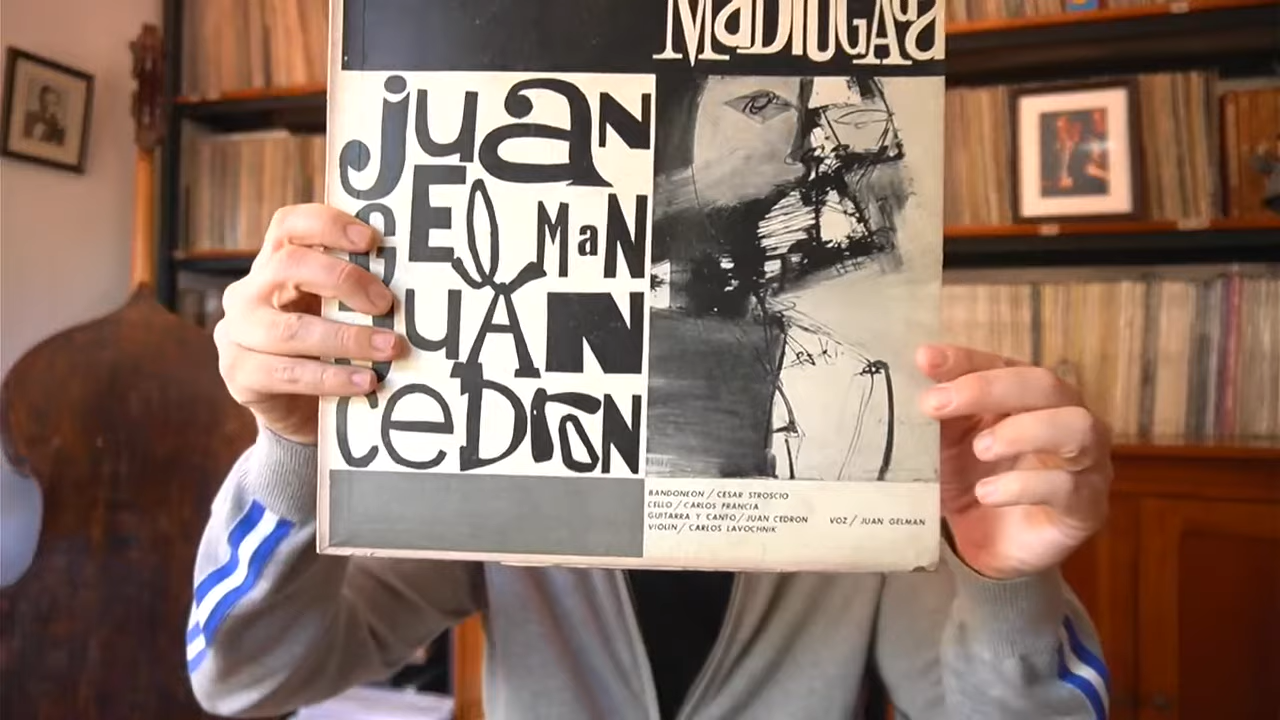 MaDruGAda
juan
GElMaN
juAN
ceDroN
BANDONEON / CESAR STROSCIO
CELLO / CARLOS FRANCIA
GUITARRA Y CANTO / JUAN CEDRON VOZ / JUAN GELMAN
VIOLIN / CARLOS LAVOCHNIK